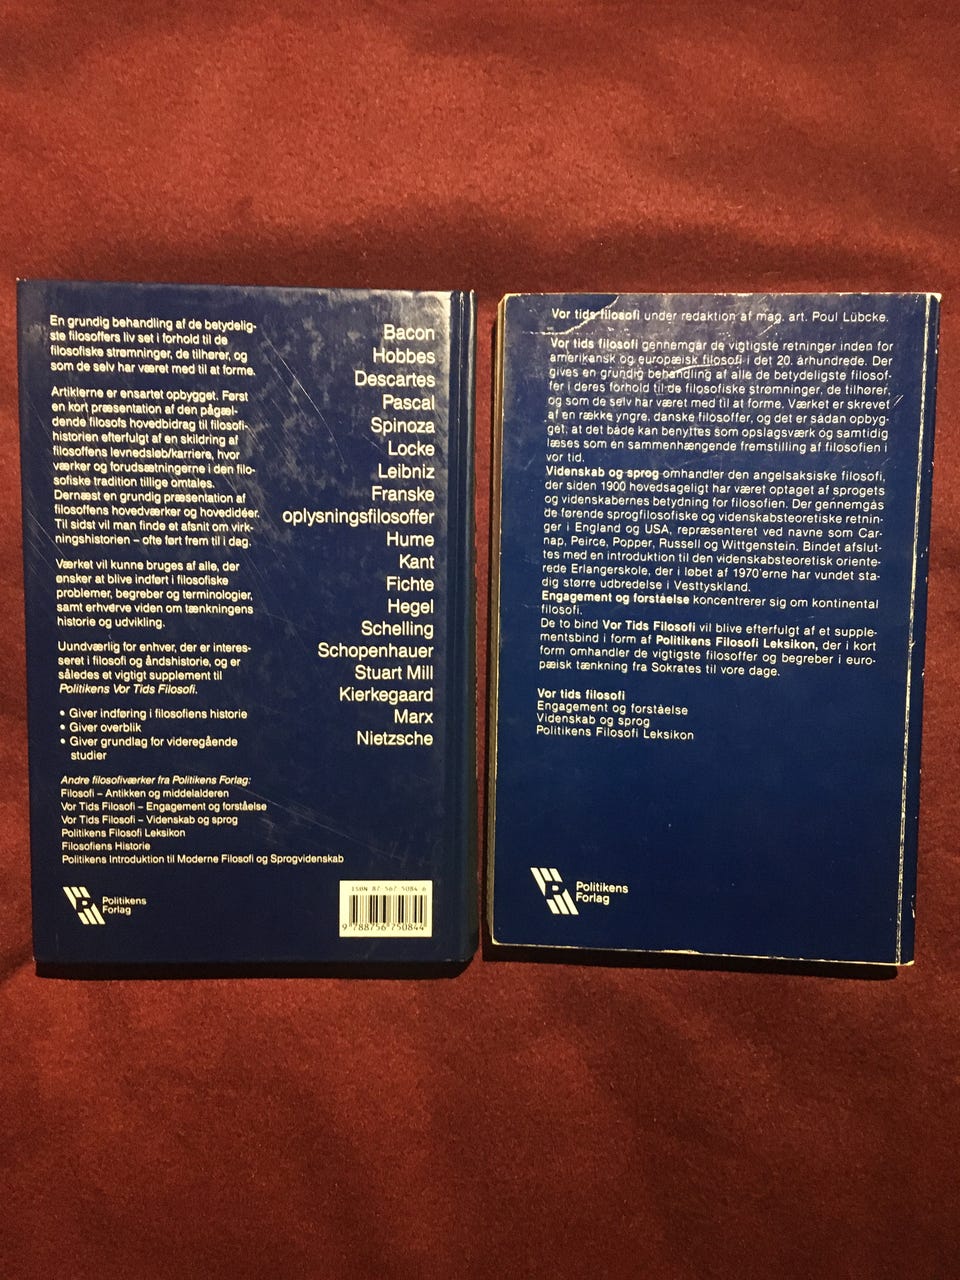 En grundig behandling af de betydelig-
ste filosoffers liv set i forhold til de
filosofiske strømninger, de tilhører, og
som de selv har været med til at forme.
Artiklerne er ensartet opbygget. Først
en kort præsentation af den pågæl-
dende filosofs hovedbidrag til filosofi-
historien efterfulgt af en skildring af
filosoffens levnedsløb/karriere, hvor
værker og forudsætningerne i den filo-
sofiske tradition tillige omtales.
Dernæst en grundig præsentation af
filosoffens hovedværker og hovedidéer.
Til sidst vil man finde et afsnit om virk-
ningshistorien – ofte ført frem til i dag.
Værket vil kunne bruges af alle, der
ønsker at blive indført i filosofiske
problemer, begreber og terminologier,
samt erhverve viden om tænkningens
historie og udvikling.
Uundværlig for enhver, der er interes-
seret i filosofi og åndshistorie, og er
således et vigtigt supplement til
Politikens Vor Tids Filosofi.
• Giver indføring i filosofiens historie
• Giver overblik
• Giver grundlag for videregående
studier
Andre filosofiværker fra Politikens Forlag:
Filosofi – Antikken og middelalderen
Vor Tids Filosofi – Engagement og forståelse
Vor Tids Filosofi – Videnskab og sprog
Politikens Filosofi Leksikon
Filosofiens Historie
Politikens Introduktion til Moderne Filosofi og Sprogvidenskab
Politikens
Forlag
Bacon
Hobbes
Descartes
Pascal
Spinoza
Locke
Leibniz
Franske
oplysningsfilosoffer
Hume
Kant
Fichte
Hegel
Schelling
Schopenhauer
Stuart Mill
Kierkegaard
Marx
Nietzsche
ISBN 87 567 5084 6
9 788756 750844
Vor tids filosofi under redaktion af mag. art. Poul Lübcke.
Vor tids filosofi gennemgår de vigtigste retninger inden for
amerikansk og europæisk filosofi i det 20. århundrede. Der
gives en grundig behandling af alle de betydeligste filosof-
fer i deres forhold til de filosofiske strømninger, de tilhører,
og som de selv har været med til at forme. Værket er skrevet
af en række yngre, danske filosoffer, og det er sådan opbyg-
get, at det både kan benyttes som opslagsværk og samtidig
læses som en sammenhængende fremstilling af filosofien i
vor tid.
Videnskab og sprog omhandler den angelsaksiske filosofi,
der siden 1900 hovedsageligt har været optaget af sprogets
og videnskabernes betydning for filosofien. Der gennemgås
de førende sprogfilosofiske og videnskabsteoretiske retnin-
ger i England og USA, repræsenteret ved navne som Car-
nap, Peirce, Popper, Russell og Wittgenstein. Bindet afslut-
tes med en introduktion til den videnskabsteoretisk oriente-
rede Erlangerskole, der i løbet af 1970'erne har vundet sta-
dig større udbredelse i Vesttyskland.
Engagement og forståelse koncentrerer sig om kontinental
filosofi.
De to bind Vor Tids Filosofi vil blive efterfulgt af et supple-
mentsbind i form af Politikens Filosofi Leksikon, der i kort
form omhandler de vigtigste filosoffer og begreber i euro-
pæisk tænkning fra Sokrates til vore dage.
Vor tids filosofi
Engagement og forståelse
Videnskab og sprog
Politikens Filosofi Leksikon
Politikens
Forlag